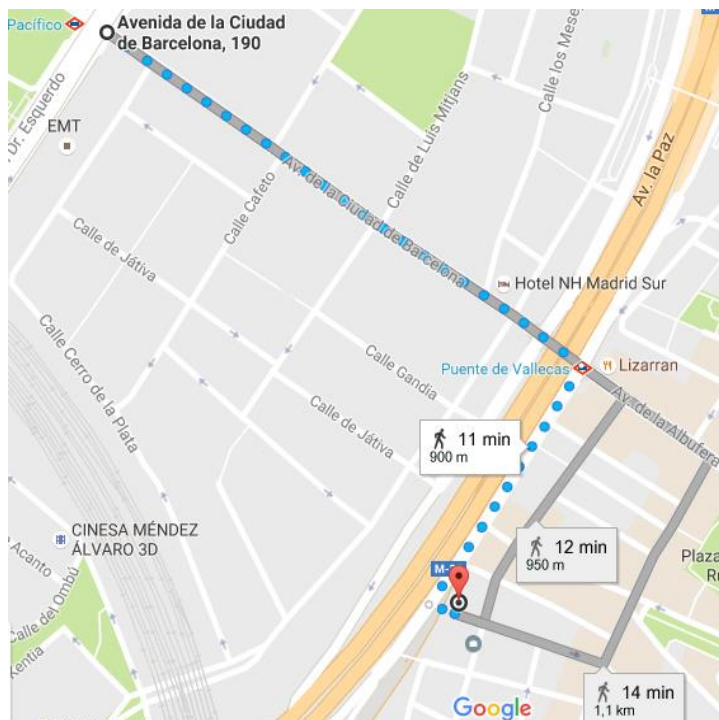 Pacífico
Avenida de la Ciudad
de Barcelona, 190
Dr. Esquerdo
EMT
Calle los Mese
Calle de Luis Mitjans
Av. la Paz
Av. de la Ciudad de Barcelona
Calle Cafeto
Calle de Játiva
Hotel NH Madrid Sur
Calle Cerro de la Plata
Calle Gandia
Puente de Vallecas
Lizarran
Av. de la Albufera
Calle de Játiva
11 min
900 m
CINESA MÉNDEZ
ÁLVARO 3D
12 min
950 m
Plaza
Acanto
Calle del Ombú
Kentia
14 min
1,1 km
Google